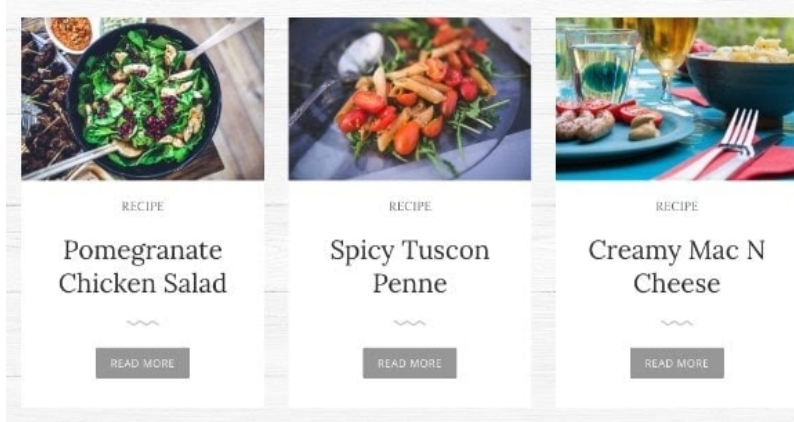 RECIPE
Pomegranate
Chicken Salad
READ MORE
RECIPE
Spicy Tuscon
Penne
READ MORE
RECIPE
Creamy Mac N
Cheese
READ MORE